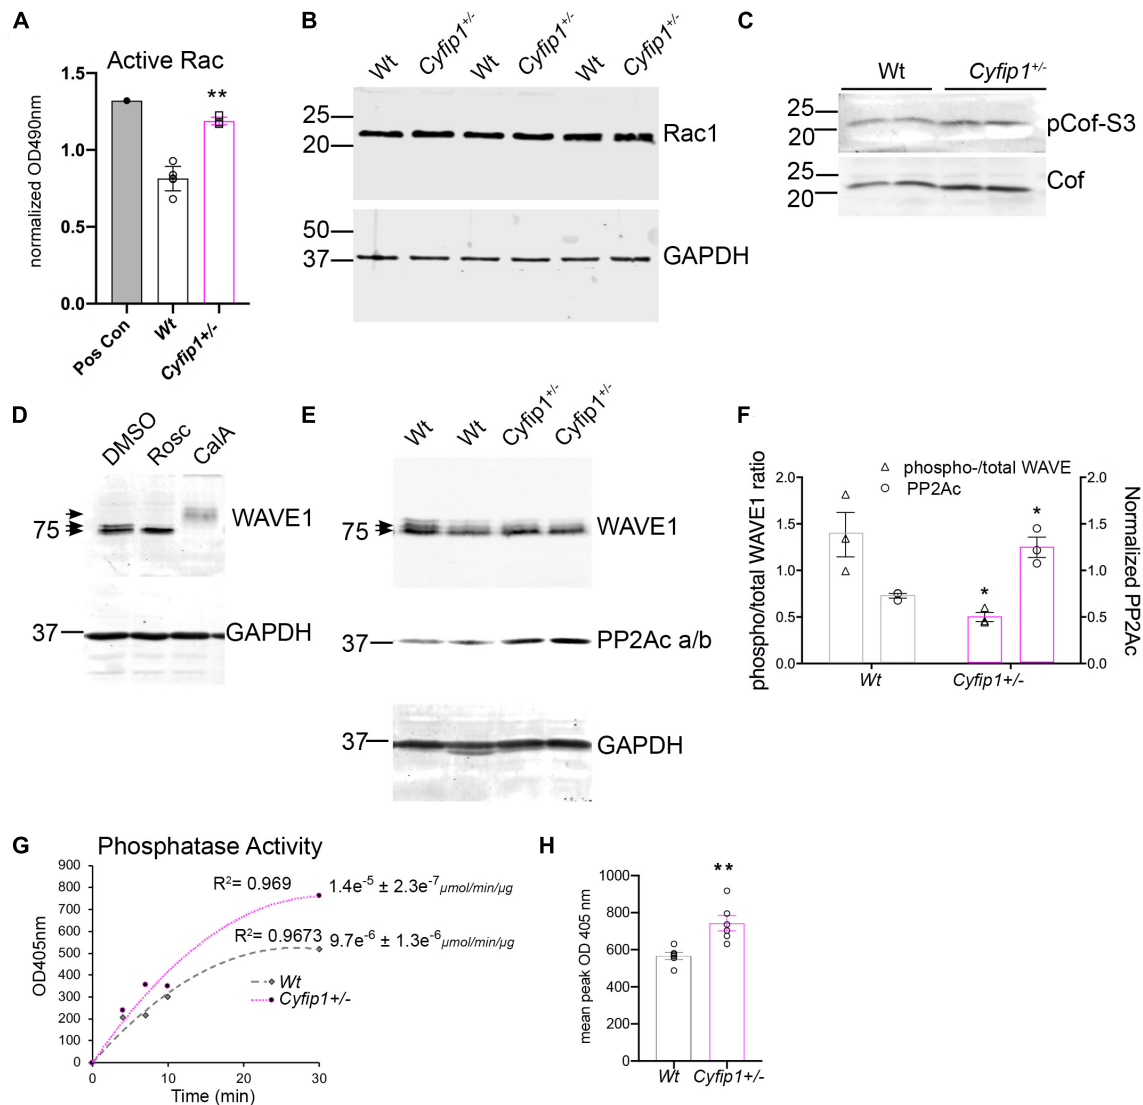 A
Active Rac
normalized OD490nm
1.5
1.0
0.5
0.0
**
Pos Con
Wt
Cyfip1+/-
B
Wt
Cyfip1+/-
Wt
Cyfip1+/-
Wt
Cyfip1+/-
25
20
Rac1
50
37
GAPDH
C
Wt
Cyfip1+/-
25
20
pCof-S3
25
20
Cof
D
DMSO
Rosc
CalA
75
WAVE1
37
GAPDH
E
Wt
Wt
Cyfip1+/-
Cyfip1+/-
75
WAVE1
37
PP2Ac a/b
37
GAPDH
F
phospho/total WAVE1 ratio
2.0
1.5
1.0
0.5
0.0
phospho-/total WAVE
PP2Ac
*
*
2.0
1.5
1.0
0.5
0.0
Normalized PP2Ac
Wt
Cyfip1+/-
G
Phosphatase Activity
OD405nm
900
800
700
600
500
400
300
200
100
0
R2= 0.969
1.4e-5 ± 2.3e-7 μmol/min/μg
R2= 0.9673
9.7e-6 ± 1.3e-6 μmol/min/μg
Wt
Cyfip1+/-
0
10
20
30
Time (min)
H
mean peak OD 405 nm
1000
800
600
400
200
0
**
Wt
Cyfip1+/-